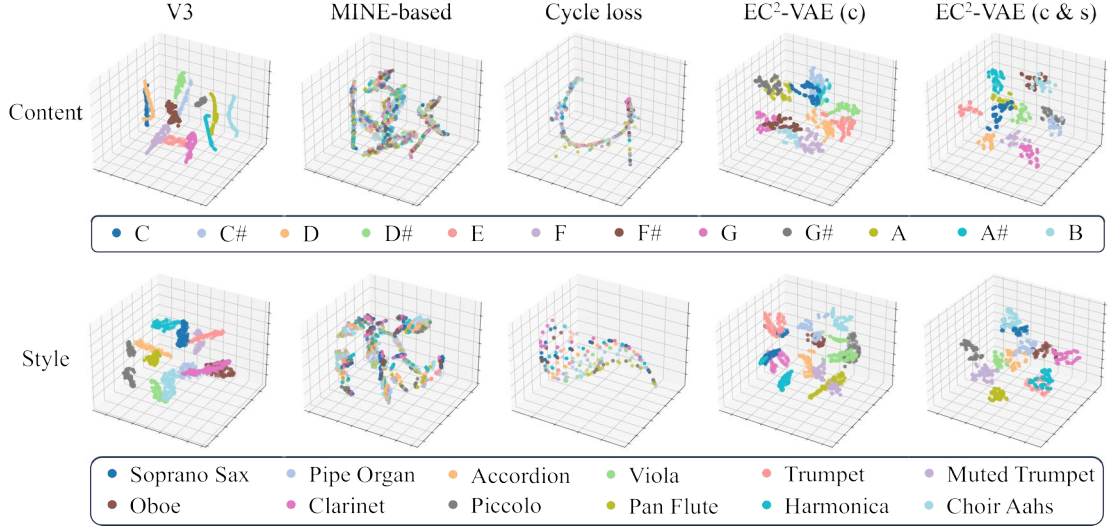 V3 MINE-based Cycle loss EC²-VAE (c) EC²-VAE (c & s)
Content
C C# D D# E F F# G G# A A# B
Style
Soprano Sax Pipe Organ Accordion Viola Trumpet Muted Trumpet
Oboe Clarinet Piccolo Pan Flute Harmonica Choir Aahs